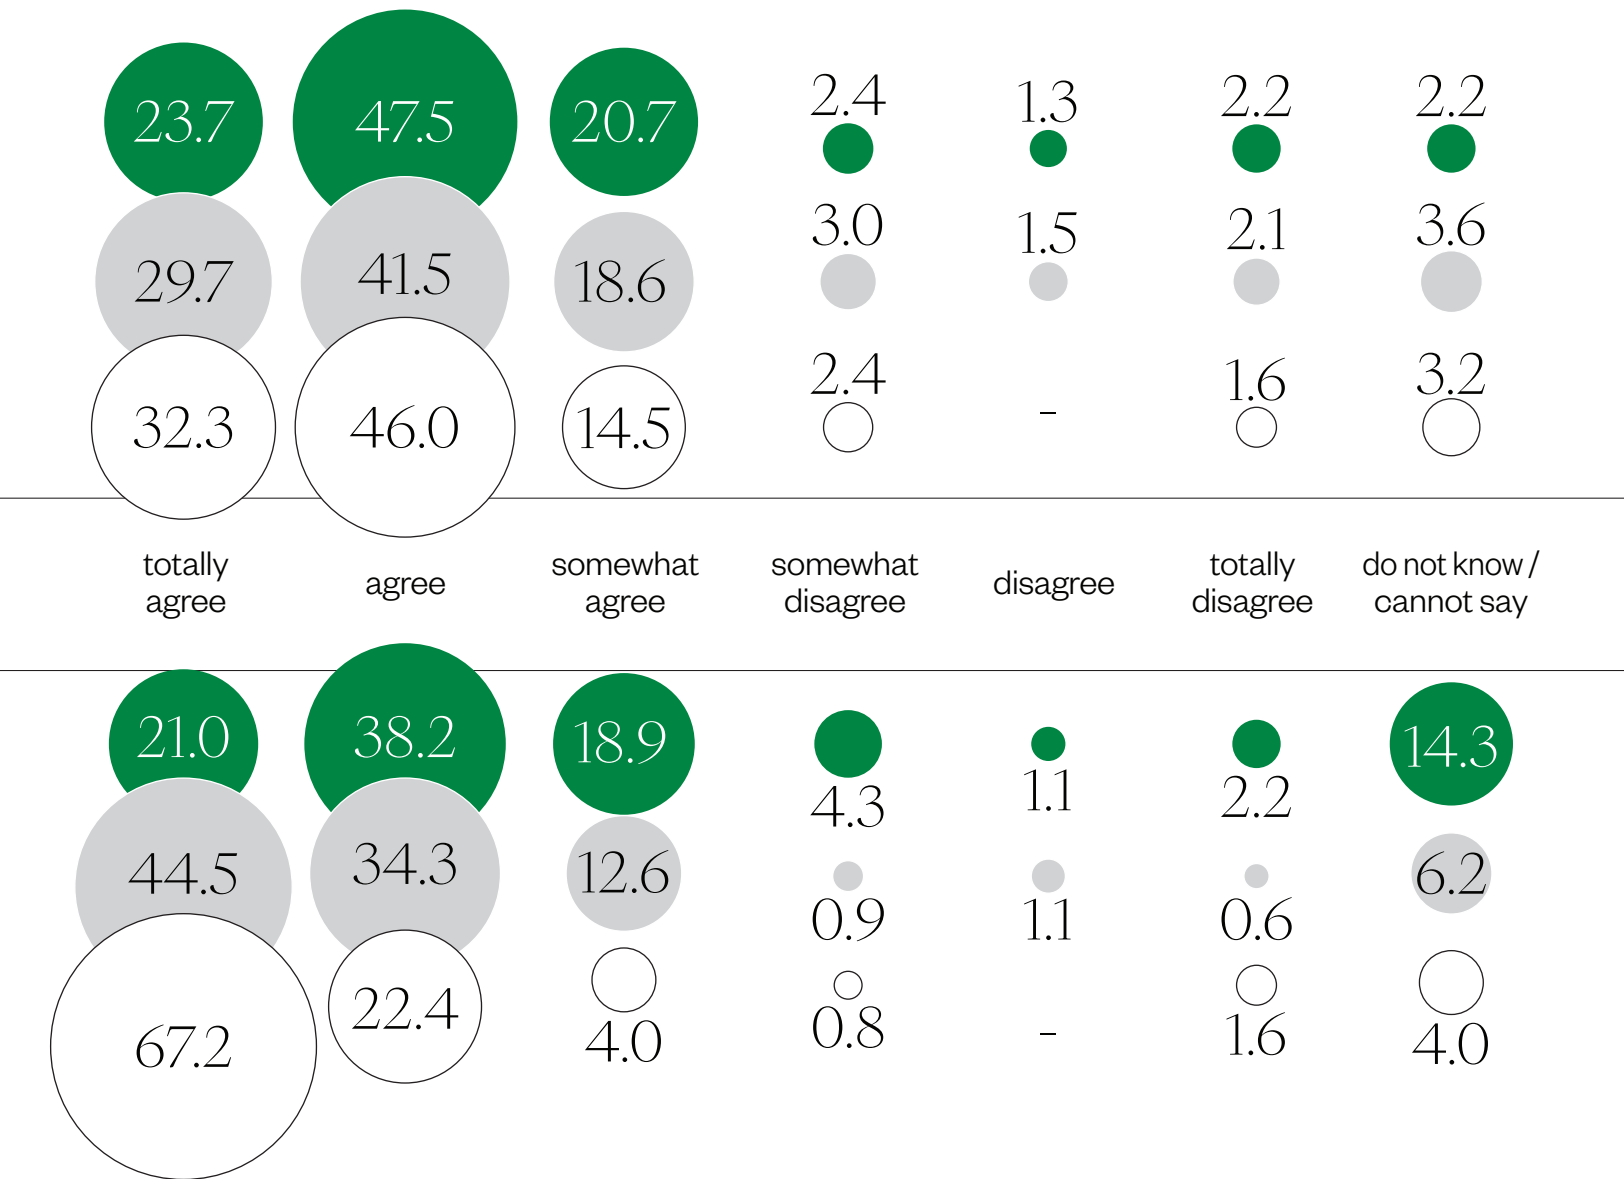 23.7 47.5 20.7 2.4 1.3 2.2 2.2
29.7 41.5 18.6 3.0 1.5 2.1 3.6
32.3 46.0 14.5 2.4 - 1.6 3.2
totally agree somewhat somewhat disagree totally do not know /
agree agree disagree disagree cannot say
21.0 38.2 18.9 4.3 1.1 2.2 14.3
44.5 34.3 12.6 0.9 1.1 0.6 6.2
67.2 22.4 4.0 0.8 - 1.6 4.0